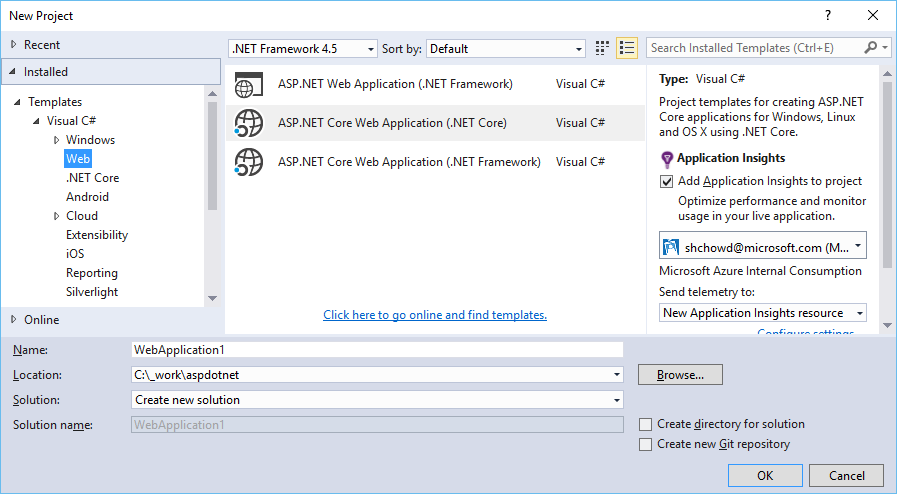 New Project
?
Recent
Installed
Templates
Visual C#
Windows
Web
.NET Core
Android
Cloud
Extensibility
iOS
Reporting
Silverlight
Online
.NET Framework 4.5
Sort by:
Default
Search Installed Templates (Ctrl+E)
ASP.NET Web Application (.NET Framework)
Visual C#
ASP.NET Core Web Application (.NET Core)
Visual C#
ASP.NET Core Web Application (.NET Framework)
Visual C#
Click here to go online and find templates.
Type: Visual C#
Project templates for creating ASP.NET
Core applications for Windows, Linux
and OS X using .NET Core.
Application Insights
Add Application Insights to project
Optimize performance and monitor
usage in your live application.
shchowd@microsoft.com (M...
Microsoft Azure Internal Consumption
Send telemetry to:
New Application Insights resource
Configure settings
Name:
WebApplication1
Location:
C:\_work\aspdotnet
Browse...
Solution:
Create new solution
Solution name:
WebApplication1
Create directory for solution
Create new Git repository
OK
Cancel